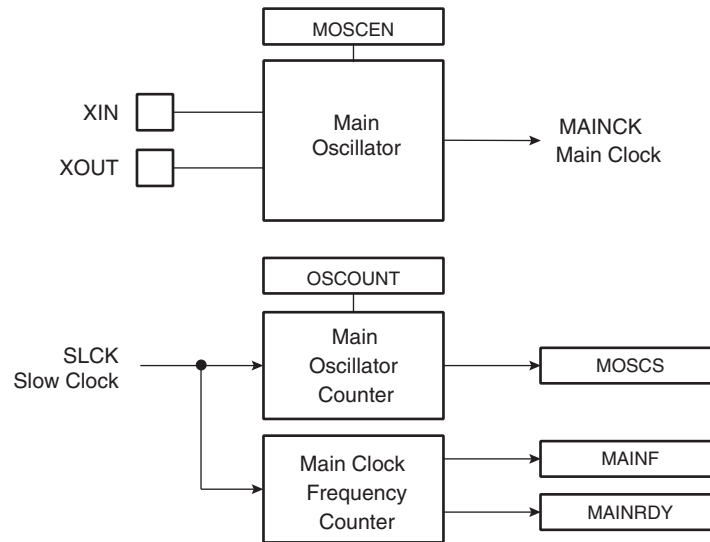 MOSCEN
XIN
XOUT
Main
Oscillator
MAINCK
Main Clock
OSCOUNT
SLCK
Slow Clock
Main
Oscillator
Counter
MOSCS
Main Clock
Frequency
Counter
MAINF
MAINRDY